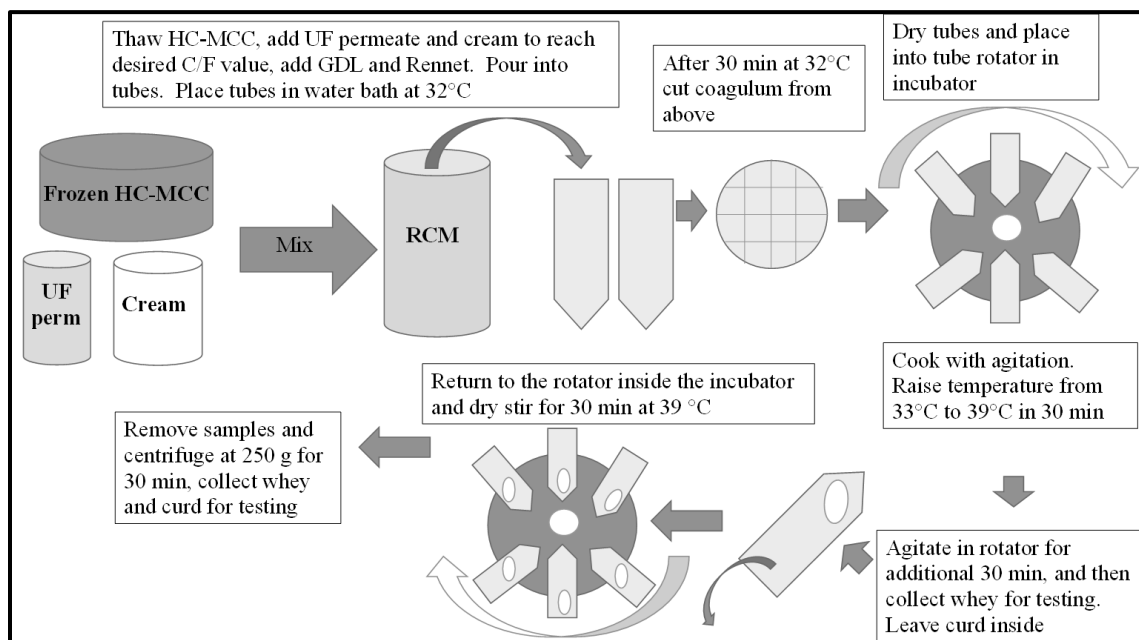 Thaw HC-MCC, add UF permeate and cream to reach
desired C/F value, add GDL and Rennet.  Pour into
tubes.  Place tubes in water bath at 32°C
After 30 min at 32°C
cut coagulum from
above
Dry tubes and place
into tube rotator in
incubator
Frozen HC-MCC
UF
perm
Cream
Mix
RCM
Cook with agitation.
Raise temperature from
33°C to 39°C in 30 min
Agitate in rotator for
additional 30 min, and then
collect whey for testing.
Leave curd inside
Return to the rotator inside the incubator
and dry stir for 30 min at 39 °C
Remove samples and
centrifuge at 250 g for
30 min, collect whey
and curd for testing